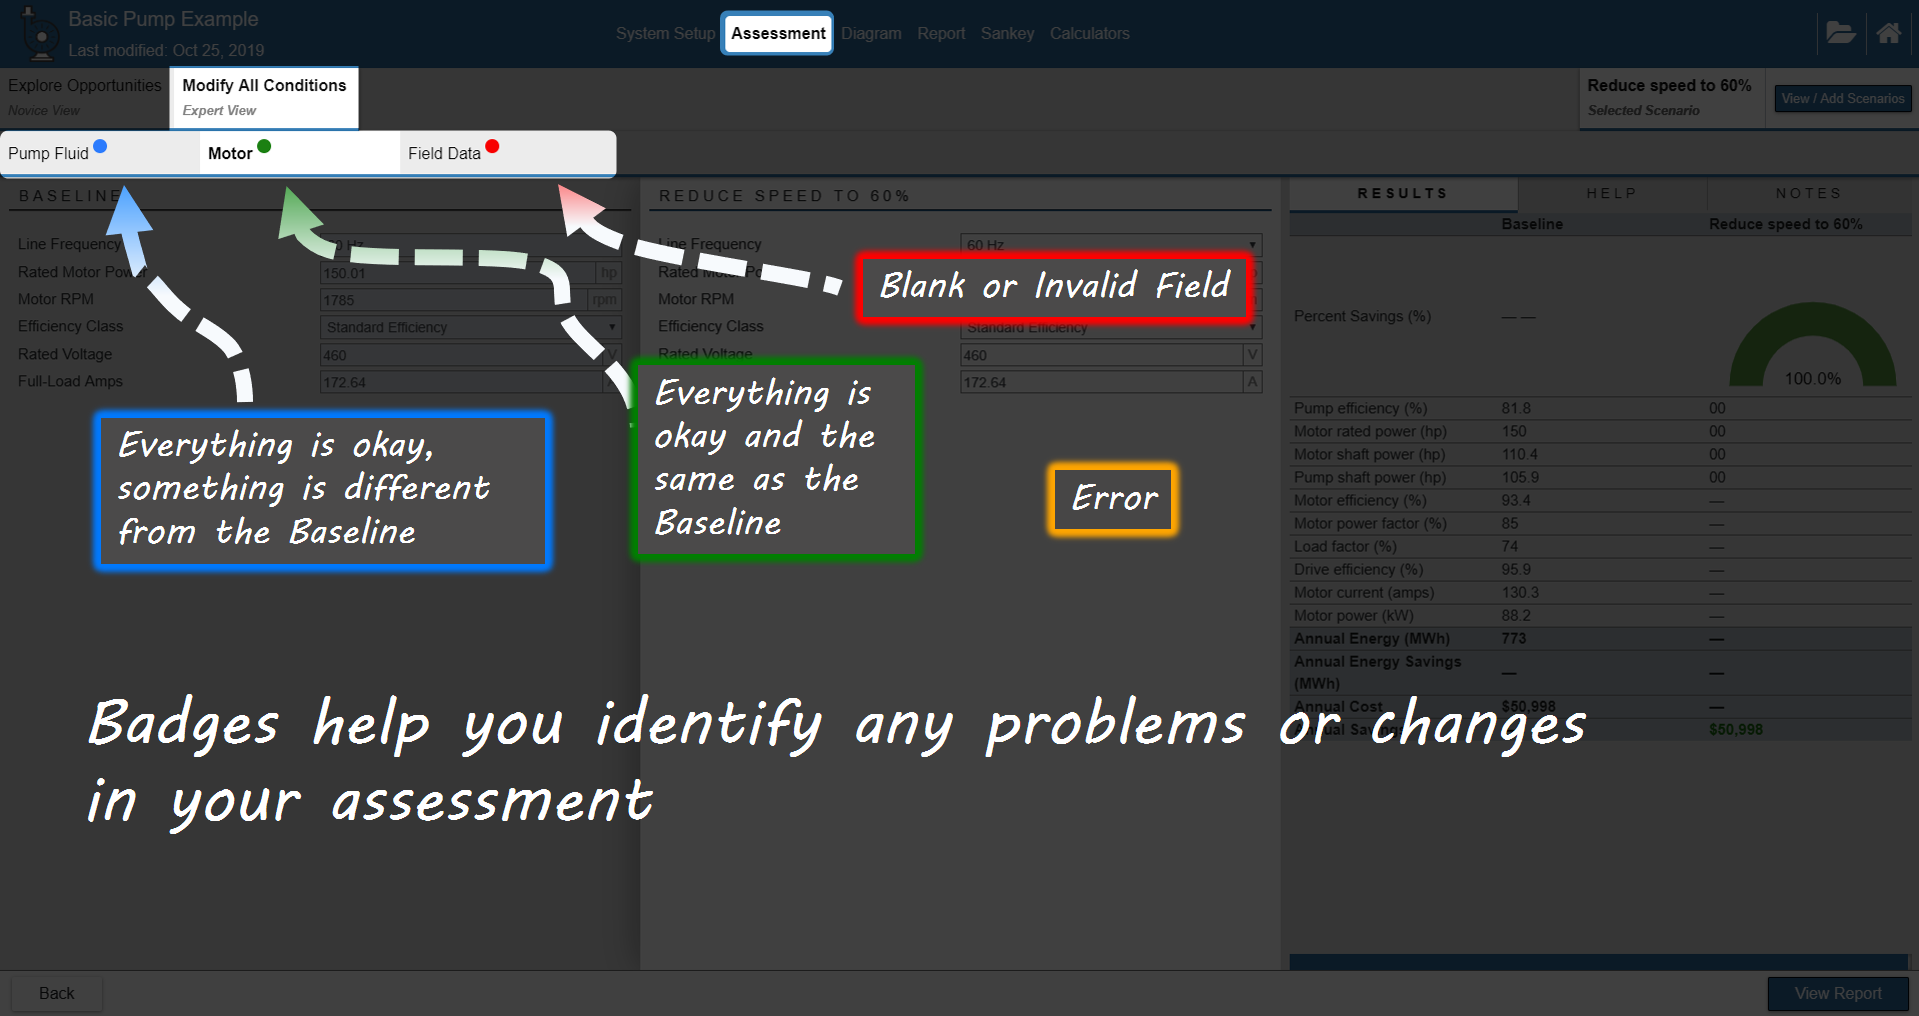 Basic Pump Example
Last modified: Oct 25, 2019
System Setup Assessment Diagram Report Sankey Calculators
Explore Opportunities
Novice View
Modify All Conditions
Expert View
Reduce speed to 60%
Selected Scenario
View / Add Scenarios
Pump Fluid
Motor
Field Data
BASELINE
Line Frequency
Rated Motor Power 150.01 hp
Motor RPM 1785 rpm
Efficiency Class Standard Efficiency
Rated Voltage 460 V
Full-Load Amps 172.64
REDUCE SPEED TO 60%
Line Frequency 60 Hz
Rated Motor
Motor RPM
Efficiency Class Standard Efficiency
Rated Voltage 460 V
172.64 A
Blank or Invalid Field
Everything is
okay and the
same as the
Baseline
Everything is okay,
something is different
from the Baseline
Error
RESULTS HELP NOTES
Baseline Reduce speed to 60%
Percent Savings (%) — — 100.0%
Pump efficiency (%) 81.8 00
Motor rated power (hp) 150 00
Motor shaft power (hp) 110.4 00
Pump shaft power (hp) 105.9 00
Motor efficiency (%) 93.4 —
Motor power factor (%) 85 —
Load factor (%) 74 —
Drive efficiency (%) 95.9 —
Motor current (amps) 130.3 —
Motor power (kW) 88.2 —
Annual Energy (MWh) 773 —
Annual Energy Savings
(MWh) — —
Annual Cost $50,998 —
Annual Savings $50,998
Badges help you identify any problems or changes
in your assessment
Back
View Report